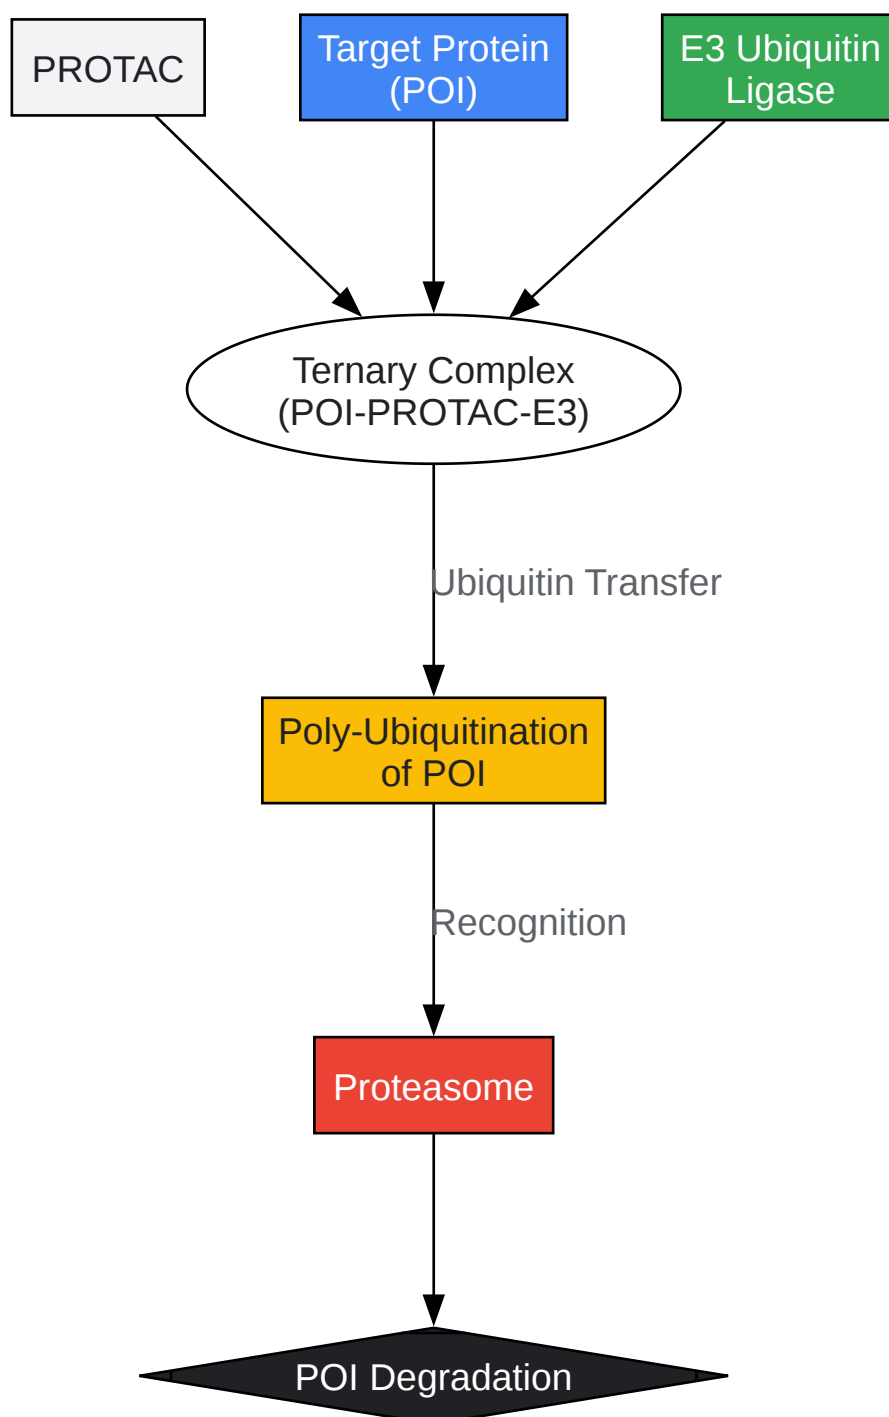 PROTAC
Target Protein
(POI)
E3 Ubiquitin
Ligase
Ternary Complex
(POI-PROTAC-E3)
Ubiquitin Transfer
Poly-Ubiquitination
of POI
Recognition
Proteasome
POI Degradation